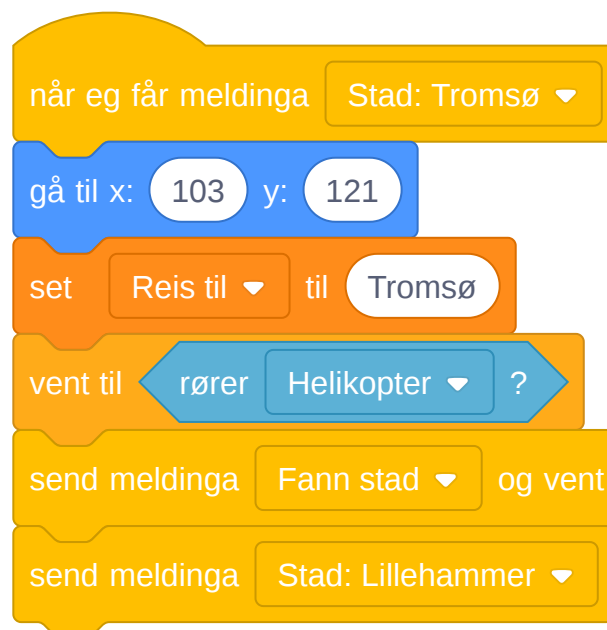 når eg får meldinga Stad: Tromsø
gå til x: 103 y: 121
set Reis til til Tromsø
vent til rører Helikopter ?
send meldinga Fann stad og vent
send meldinga Stad: Lillehammer